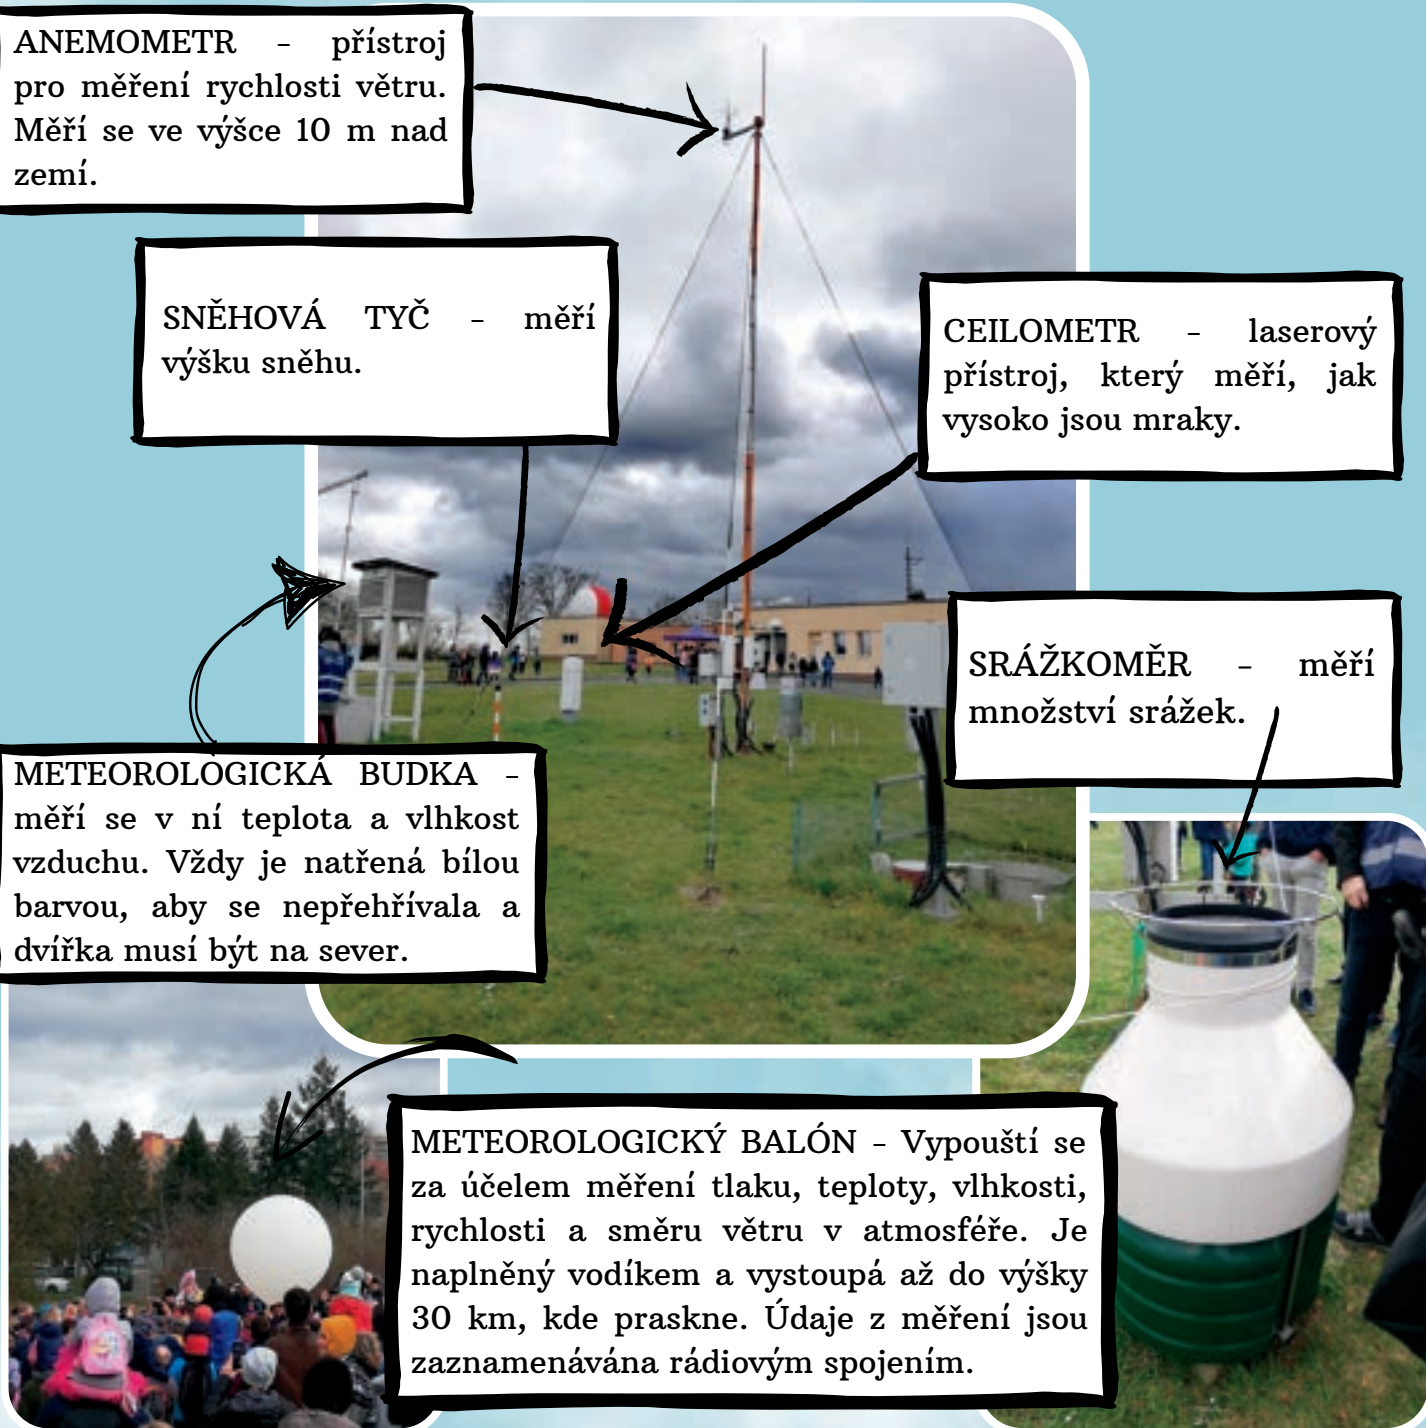 ANEMOMETR - přístroj
pro měření rychlosti větru.
Měří se ve výšce 10 m nad
zemí.
SNĚHOVÁ TYČ - měří
výšku sněhu.
CEILOMETR - laserový
přístroj, který měří, jak
vysoko jsou mraky.
SRÁŽKOMĚR - měří
množství srážek.
METEOROLOGICKÁ BUDKA -
měří se v ní teplota a vlhkost
vzduchu. Vždy je natřená bílou
barvou, aby se nepřehřívala a
dvířka musí být na sever.
METEOROLOGICKÝ BALÓN - Vypouští se
za účelem měření tlaku, teploty, vlhkosti,
rychlosti a směru větru v atmosféře. Je
naplněný vodíkem a vystoupá až do výšky
30 km, kde praskne. Údaje z měření jsou
zaznamenávána rádiovým spojením.